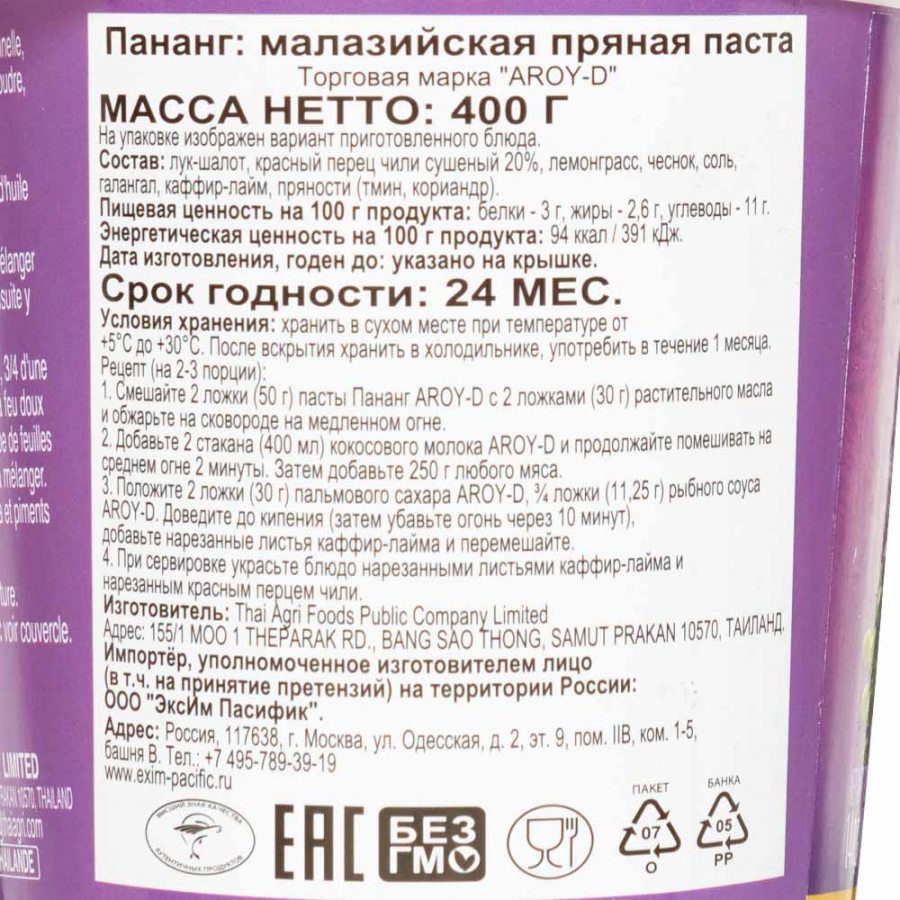 Пананг: малазийская пряная паста
Торговая марка "AROY-D"
МАССА НЕТТО: 400 Г
На упаковке изображен вариант приготовленного блюда.
Состав: лук-шалот, красный перец чили сушеный 20%, лемонграсс, чеснок, соль,
галангал, каффир-лайм, пряности (тмин, кориандр).
Пищевая ценность на 100 г продукта: белки - 3 г, жиры - 2,6 г, углеводы - 11 г.
Энергетическая ценность на 100 г продукта: 94 ккал / 391 кДж.
Дата изготовления, годен до: указано на крышке.
Срок годности: 24 МЕС.
Условия хранения: хранить в сухом месте при температуре от
+5°С до +30°С. После вскрытия хранить в холодильнике, употребить в течение 1 месяца.
Рецепт (на 2-3 порции):
1. Смешайте 2 ложки (50 г) пасты Пананг AROY-D с 2 ложками (30 г) растительного масла
и обжарьте на сковороде на медленном огне.
2. Добавьте 2 стакана (400 мл) кокосового молока AROY-D и продолжайте помешивать на
среднем огне 2 минуты. Затем добавьте 250 г любого мяса.
3. Положите 2 ложки (30 г) пальмового сахара AROY-D, ¾ ложки (11,25 г) рыбного соуса
AROY-D. Доведите до кипения (затем убавьте огонь через 10 минут),
добавьте нарезанные листья каффир-лайма и перемешайте.
4. При сервировке украсьте блюдо нарезанными листьями каффир-лайма и
нарезанным красным перцем чили.
Изготовитель: Thai Agri Foods Public Company Limited
Адрес: 155/1 MOO 1 THEPARAK RD., BANG SAO THONG, SAMUT PRAKAN 10570, ТАИЛАНД.
Импортёр, уполномоченное изготовителем лицо
(в т.ч. на принятие претензий) на территории России:
ООО "ЭксИм Пасифик".
Адрес: Россия, 117638, г. Москва, ул. Одесская, д. 2, эт. 9, пом. IIB, ком. 1-5,
башня В. Тел.: +7 495-789-39-19
www.exim-pacific.ru
ВЫСШИЙ ЗНАК КАЧЕСТВА
АУТЕНТИЧНЫХ ПРОДУКТОВ
EAC
БЕЗ
ГМО
ПАКЕТ
07
O
БАНКА
05
PP
d'huile
élanger
suite y
, 3/4 d'une
feu doux
de feuilles
mélanger.
et piments
voir couvercle.
LIMITED
10570, THAILAND